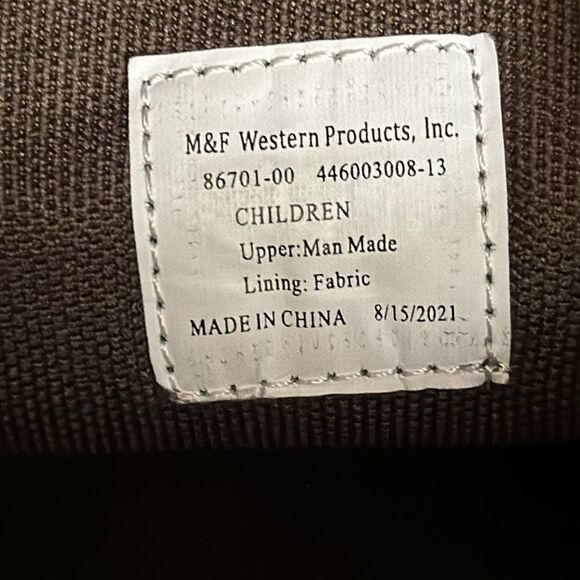 M&F Western Products, Inc.
86701-00 446003008-13
CHILDREN
Upper:Man Made
Lining: Fabric
MADE IN CHINA 8/15/2021